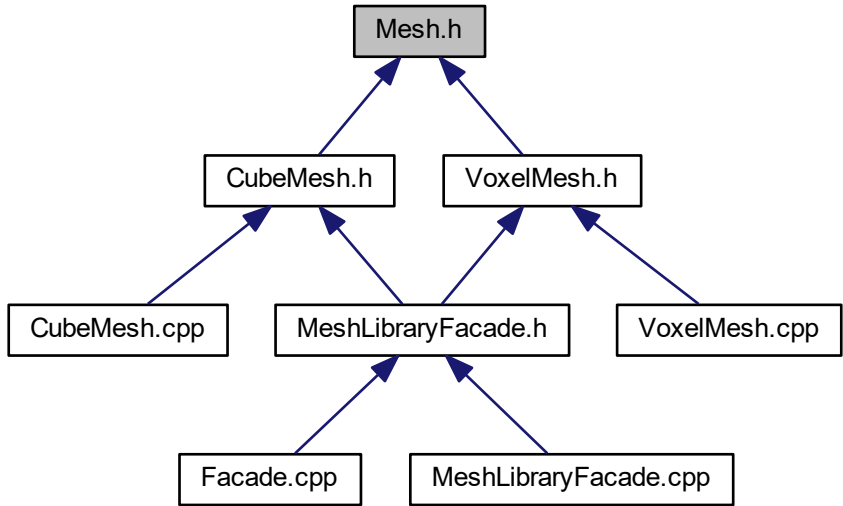 Mesh.h
CubeMesh.h
VoxelMesh.h
CubeMesh.cpp
MeshLibraryFacade.h
VoxelMesh.cpp
Facade.cpp
MeshLibraryFacade.cpp